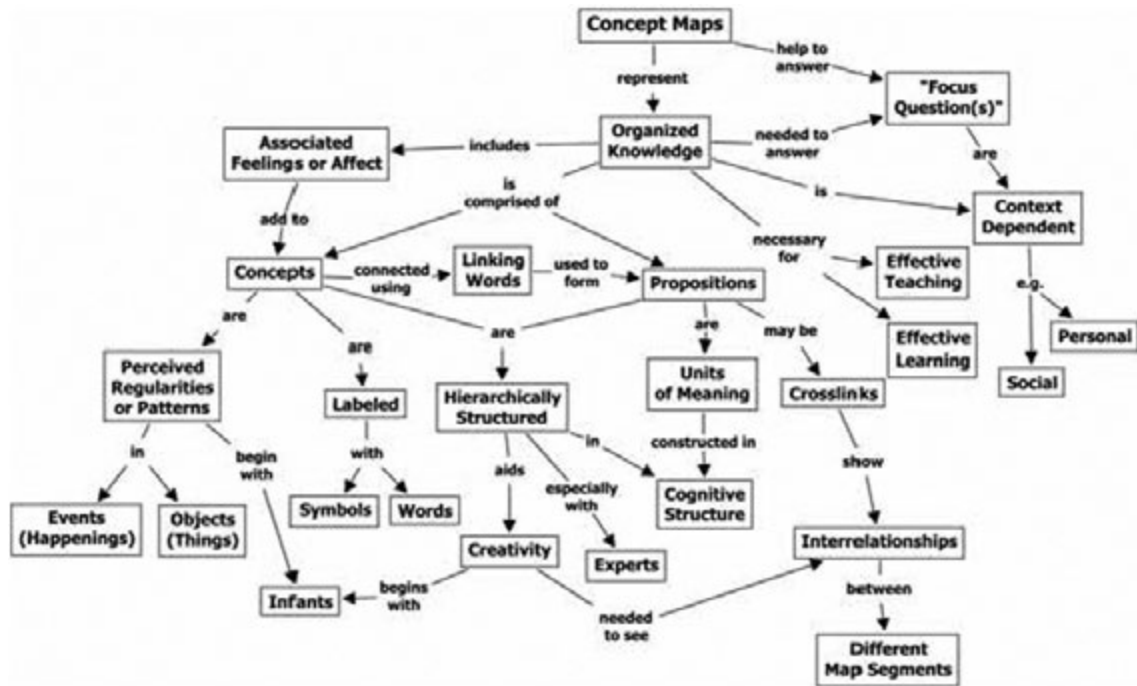 Concept Maps
help to
answer
represent
"Focus
Question(s)"
Associated
Feelings or Affect
includes
Organized
Knowledge
needed to
answer
are
is
comprised of
is
Context
Dependent
add to
necessary
for
Concepts
connected
using
Linking
Words
used to
form
Propositions
Effective
Teaching
e.g.
are
are
are
are
may be
Effective
Learning
Personal
Social
Perceived
Regularities
or Patterns
Labeled
Hierarchically
Structured
Units
of Meaning
Crosslinks
in
begin
with
with
aids
in
constructed in
show
especially
with
Events
(Happenings)
Objects
(Things)
Symbols
Words
Cognitive
Structure
Creativity
Experts
Interrelationships
Infants
begins
with
needed
to see
between
Different
Map Segments